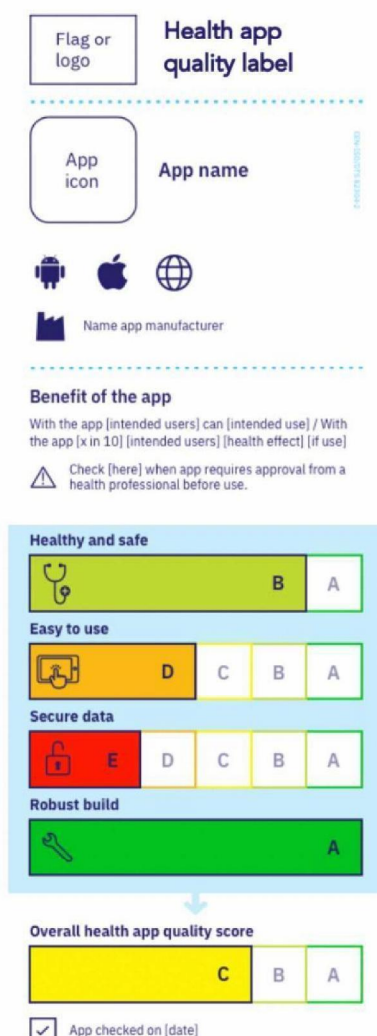 Flag or
logo
Health app
quality label
App
icon
App name
Name app manufacturer
Benefit of the app
With the app [intended users] can [intended use] / With
the app [x in 10] [intended users] [health effect] [if use]
Check [here] when app requires approval from a
health professional before use.
Healthy and safe
B A
Easy to use
D C B A
Secure data
E D C B A
Robust build
A
Overall health app quality score
C B A
App checked on [date]